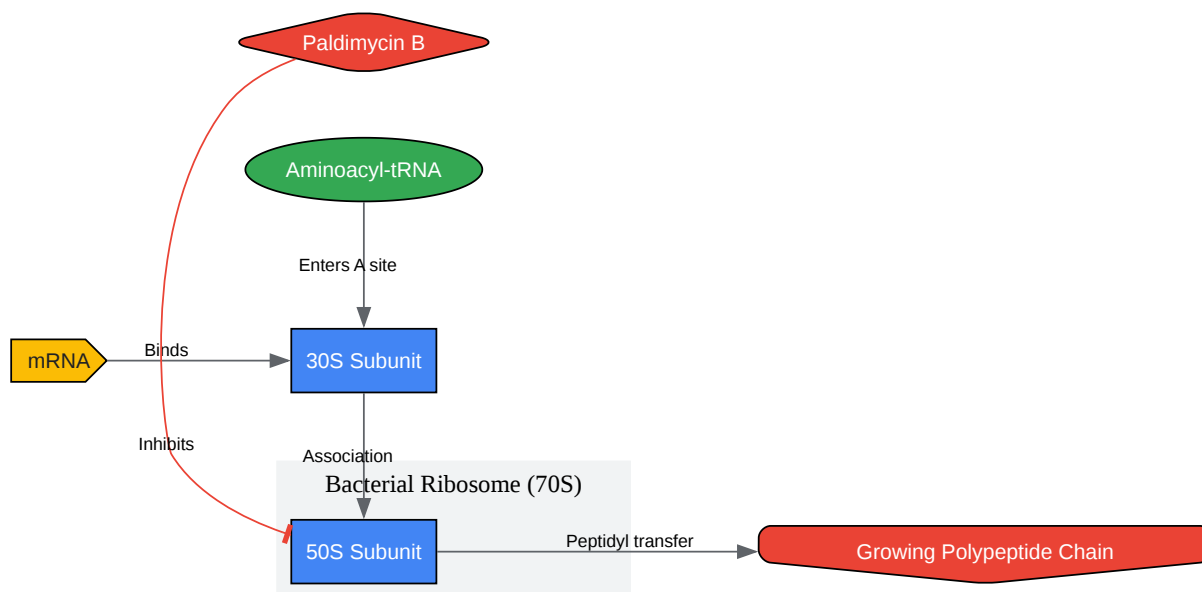 Paldimycin B
Aminoacyl-tRNA
Enters A site
mRNA
Binds
30S Subunit
Inhibits
Association
Bacterial Ribosome (70S)
50S Subunit
Peptidyl transfer
Growing Polypeptide Chain